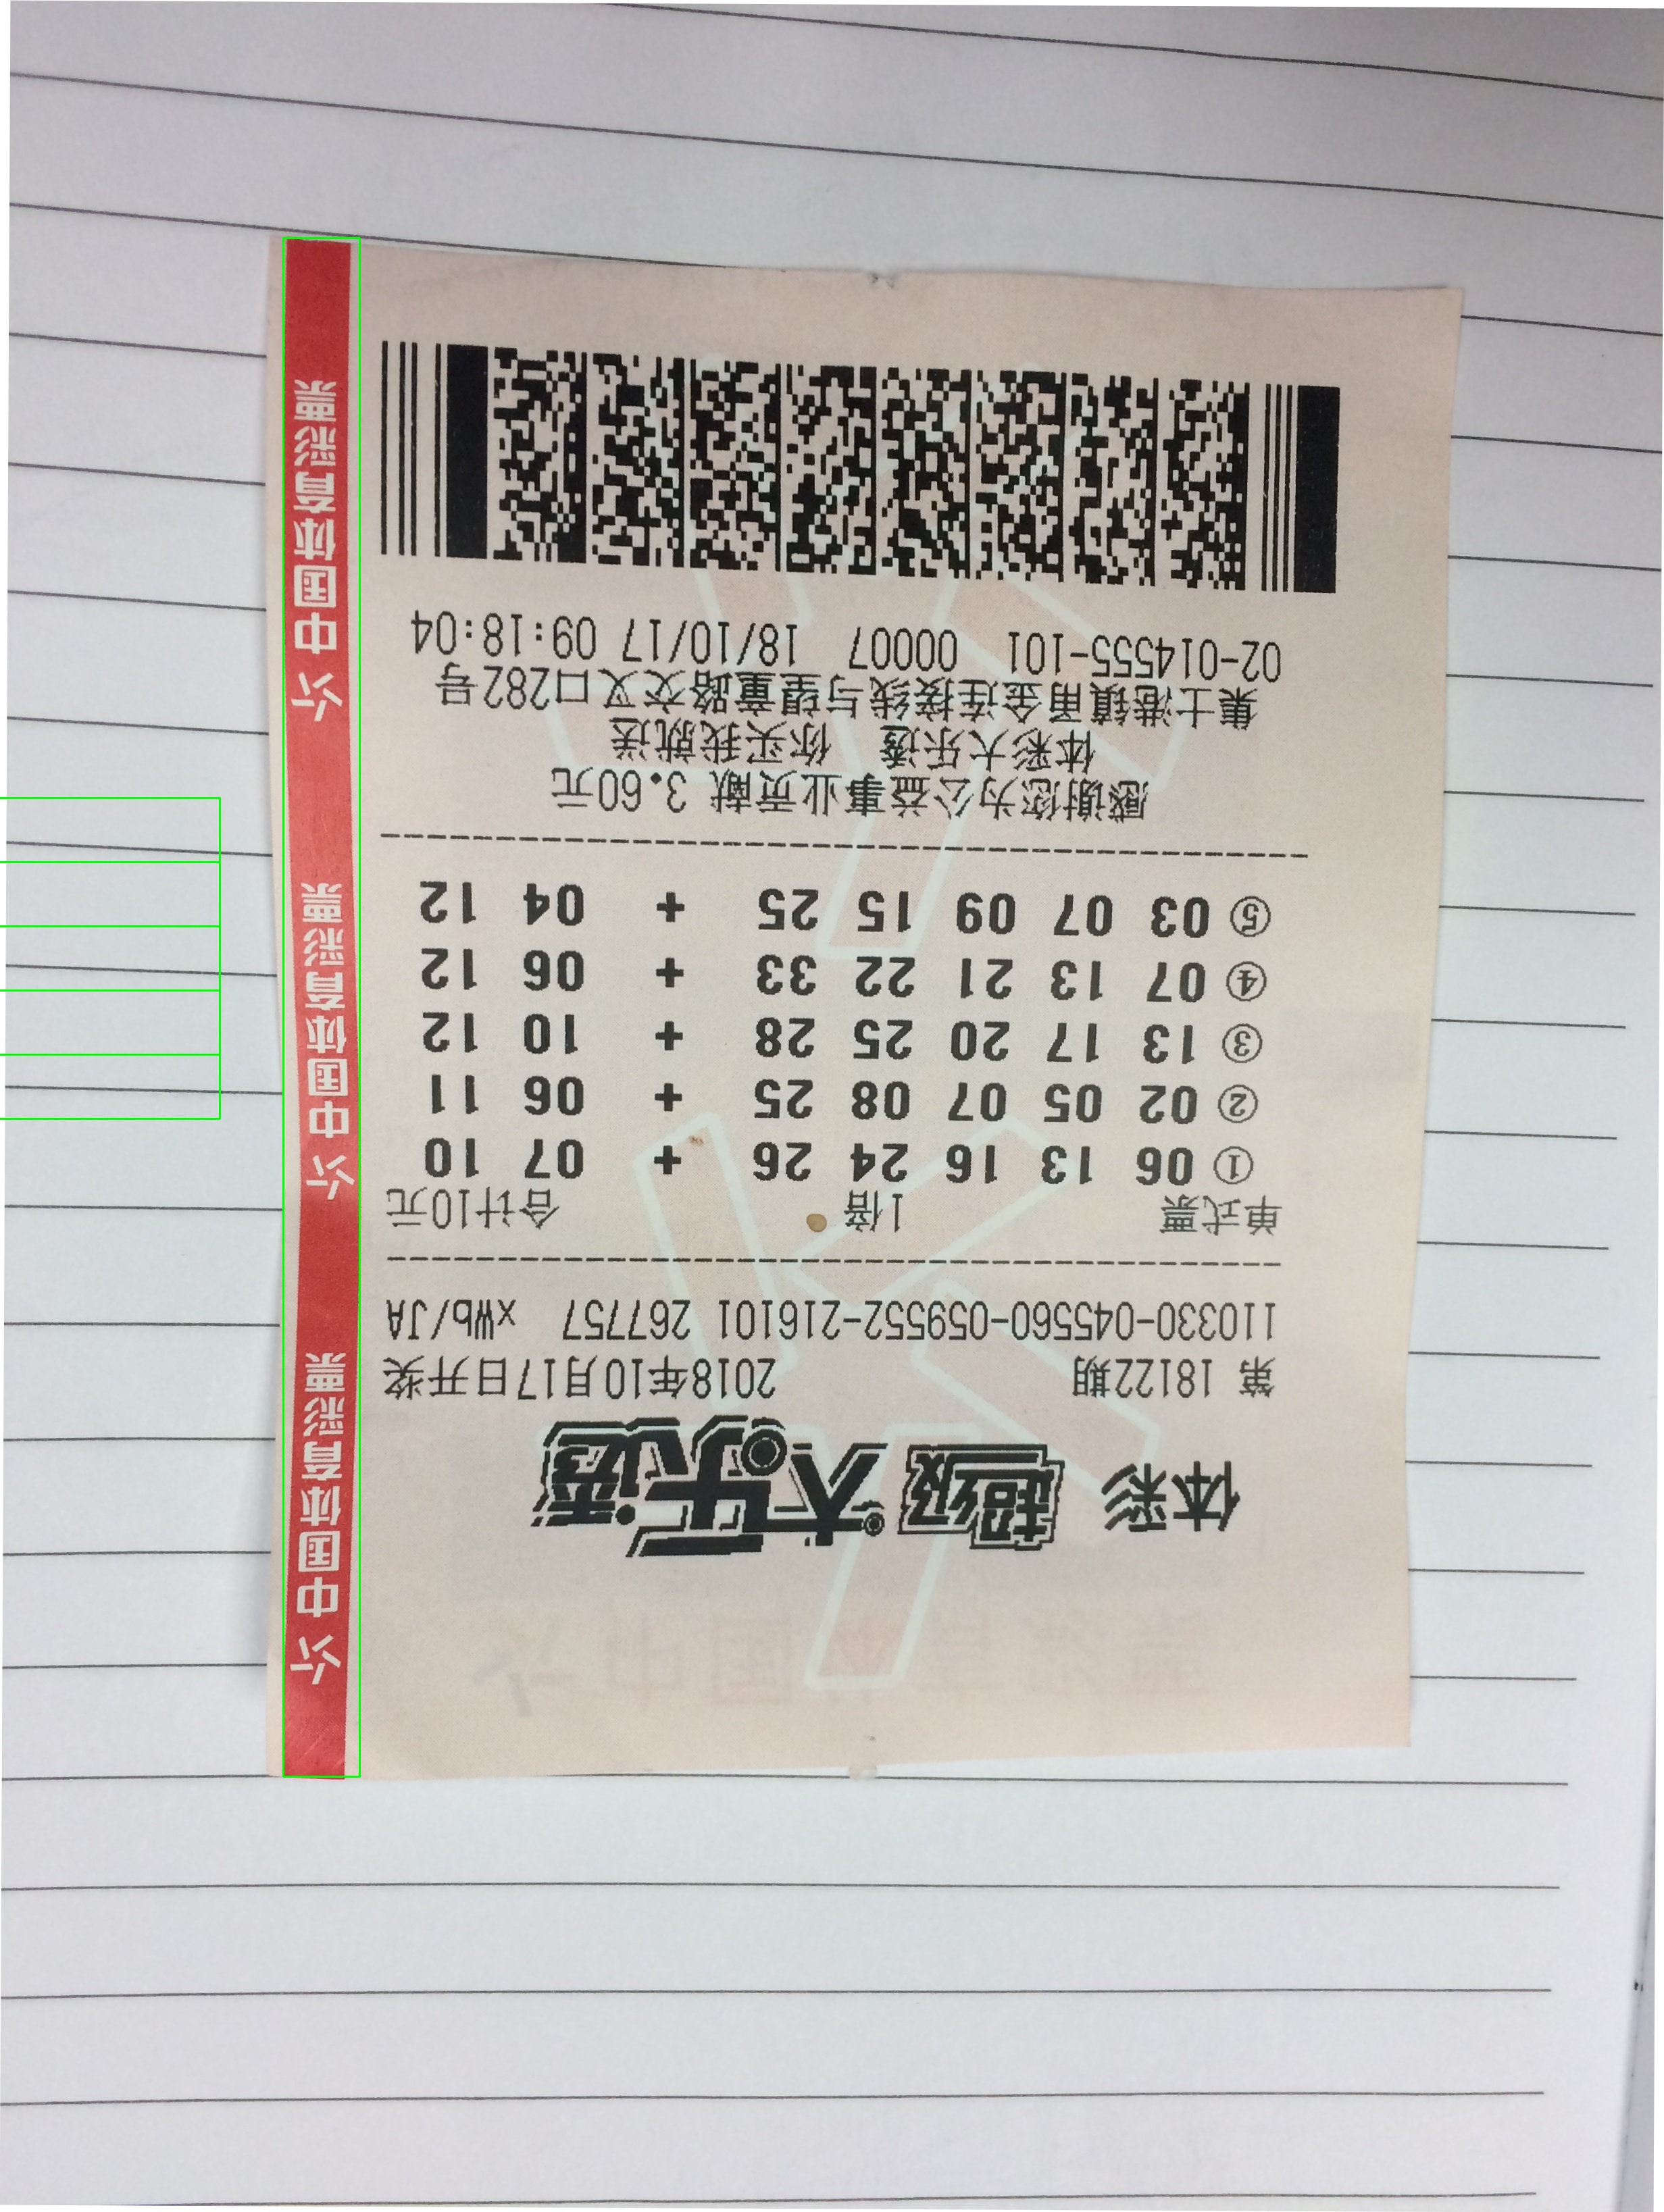 体彩 超级大乐透
第 18122期 2018年10月17日开奖
110330-045560-059552-216101 267757 xWb/JA
单式票 1倍 合计10元
① 06 13 16 24 26 + 07 10
② 02 05 07 08 25 + 06 11
③ 13 17 20 25 28 + 10 12
④ 07 13 21 22 33 + 06 12
⑤ 03 07 09 15 25 + 04 12
感谢您为公益事业贡献 3.60元
体彩大乐透 你买我就送
集士港镇甬金连接线与望童路交叉口282号
02-014555-101 00007 18/10/17 09:18:04
中国体育彩票
中国体育彩票
中国体育彩票
中国体育彩票